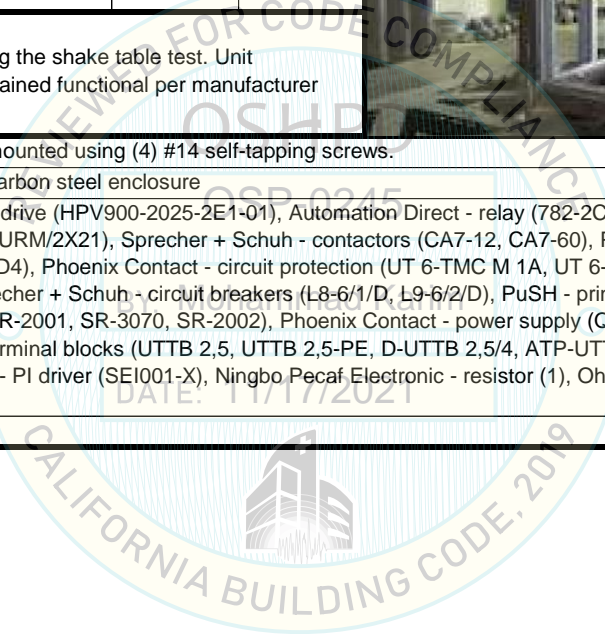 g the shake table test. Unit
ained functional per manufacturer
ounted using (4) #14 self-tapping screws.
arbon steel enclosure
drive (HPV900-2025-2E1-01), Automation Direct - relay (782-2C
URM/2X21), Sprecher + Schuh - contactors (CA7-12, CA7-60), P
D4), Phoenix Contact - circuit protection (UT 6-TMC M 1A, UT 6-
echer + Schuh - circuit breakers (L8-6/1/D, L9-6/2/D), PuSH - prin
R-2001, SR-3070, SR-2002), Phoenix Contact - power supply (Q
erminal blocks (UTTB 2,5, UTTB 2,5-PE, D-UTTB 2,5/4, ATP-UTT
- PI driver (SEI001-X), Ningbo Pecaf Electronic - resistor (1), Oh
REVIEWED FOR CODE COMPLIANCE
OSHPD
OSP-0245
BY: Mohammad Karim
DATE: 11/17/2021
CALIFORNIA BUILDING CODE, 2019